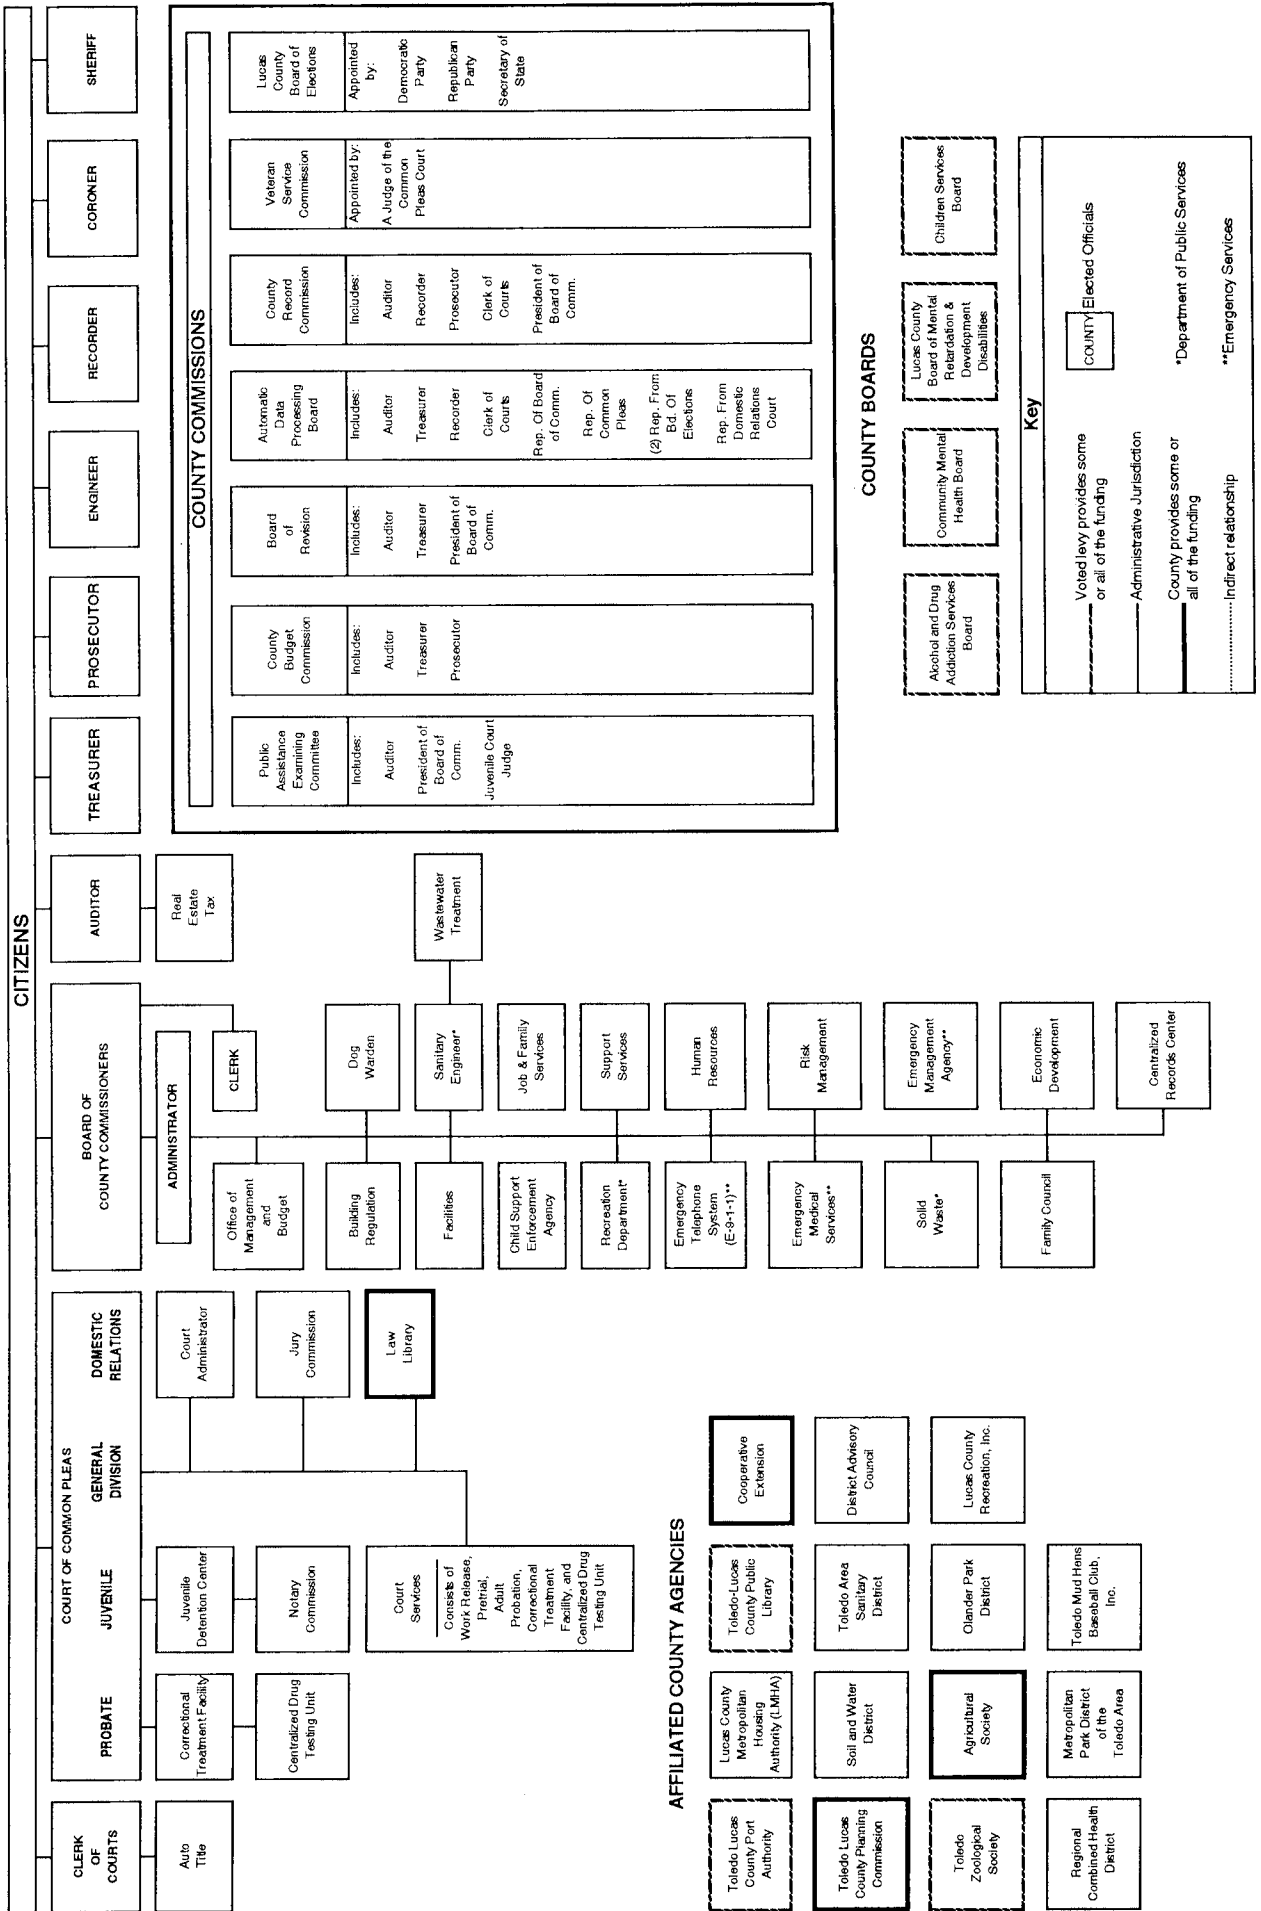 CITIZENS
CLERK
OF
COURTS
COURT OF COMMON PLEAS
PROBATE
JUVENILE
GENERAL
DIVISION
DOMESTIC
RELATIONS
BOARD OF
COUNTY COMMISSIONERS
AUDITOR
TREASURER
PROSECUTOR
ENGINEER
RECORDER
CORONER
SHERIFF
Auto
Title
Correctional
Treatment Facility
Centralized Drug
Testing Unit
Juvenile
Detention Center
Notary
Commission
Court
Services
Consists of
Work Release,
Pretrial,
Adult
Probation,
Correctional
Treatment
Facility, and
Centralized Drug
Testing Unit
Court
Administrator
Jury
Commission
Law
Library
ADMINISTRATOR
CLERK
Office of
Management
and
Budget
Building
Regulation
Dog
Warden
Facilities
Sanitary
Engineer*
Wastewater
Treatment
Child Support
Enforcement
Agency
Job & Family
Services
Recreation
Department*
Support
Services
Emergency
Telephone
System
(E-9-1-1)**
Human
Resources
Emergency
Medical
Services**
Risk
Management
Solid
Waste*
Emergency
Management
Agency**
Family Council
Economic
Development
Centralized
Records Center
Real
Estate
Tax
COUNTY COMMISSIONS
Public
Assistance
Examining
Committee
Includes:
Auditor
President of
Board of
Comm.
Juvenile Court
Judge
County
Budget
Commission
Includes:
Auditor
Treasurer
Prosecutor
Board
of
Revision
Includes:
Auditor
Treasurer
President of
Board of
Comm.
Automatic
Data
Processing
Board
Includes:
Auditor
Treasurer
Recorder
Clerk of
Courts
Rep. Of Board
of Comm.
Rep. Of
Common
Pleas
(2) Rep. From
Bd. Of
Elections
Rep. From
Domestic
Relations
Court
County
Record
Commission
Includes:
Auditor
Recorder
Prosecutor
Clerk of
Courts
President of
Board of
Comm.
Veteran
Service
Commission
Appointed by:
A Judge of the
Common
Pleas Court
Lucas
County
Board of
Elections
Appointed
by:
Democratic
Party
Republican
Party
Secretary of
State
AFFILIATED COUNTY AGENCIES
Toledo Lucas
County Port
Authority
Lucas County
Metropolitan
Housing
Authority (LMHA)
Toledo-Lucas
County Public
Library
Cooperative
Extension
Toledo Lucas
County Planning
Commission
Soil and Water
District
Toledo Area
Sanitary
District
District Advisory
Council
Toledo
Zoological
Society
Agricultural
Society
Olander Park
District
Lucas County
Recreation, Inc.
Regional
Combined Health
District
Metropolitan
Park District
of the
Toledo Area
Toledo Mud Hens
Baseball Club,
Inc.
COUNTY BOARDS
Alcohol and Drug
Addiction Services
Board
Community Mental
Health Board
Lucas County
Board of Mental
Retardation &
Development
Disabilities
Children Services
Board
Key
Voted levy provides some
or all of the funding
COUNTY Elected Officials
Administrative Jurisdiction
County provides some or
all of the funding
*Department of Public Services
Indirect relationship
**Emergency Services